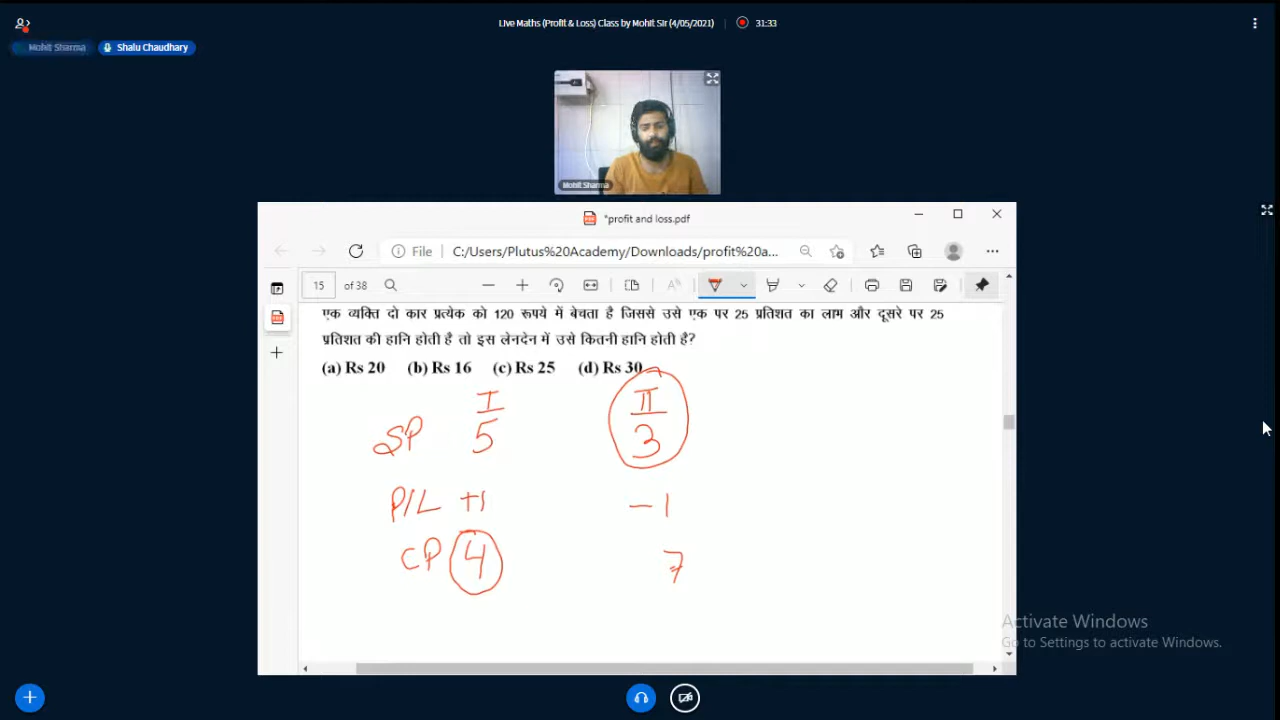 Live Maths (Profit & Loss) Class by Mohit Sir (4/05/2021) 31:33
Mohit Sharma Shalu Chaudhary
Mohit Sharma
*profit and loss.pdf
File C:/Users/Plutus%20Academy/Downloads/profit%20a...
15 of 38
एक व्यक्ति दो कार प्रत्येक को 120 रूपये में बेचता है जिससे उसे एक पर 25 प्रतिशत का लाभ और दूसरे पर 25
प्रतिशत की हानि होती है तो इस लेनदेन में उसे कितनी हानि होती है?
(a) Rs 20 (b) Rs 16 (c) Rs 25 (d) Rs 30
I II
SP 5 3
P/L +1 -1
CP 4
Activate Windows
Go to Settings to activate Windows.